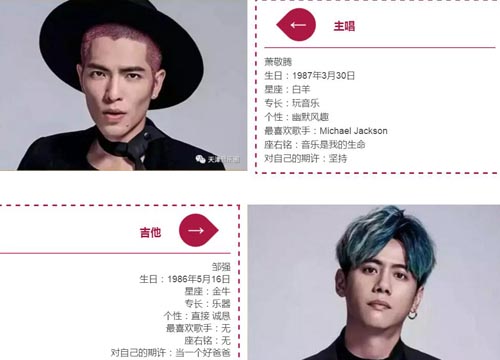 主唱
萧敬腾
生日：1987年3月30日
星座：白羊
专长：玩音乐
个性：幽默风趣
最喜欢歌手：Michael Jackson
座右铭：音乐是我的生命
对自己的期许：坚持
吉他
邹强
生日：1986年5月16日
星座：金牛
专长：乐器
个性：直接 诚恳
最喜欢歌手：无
座右铭：无
对自己的期许：当一个好爸爸